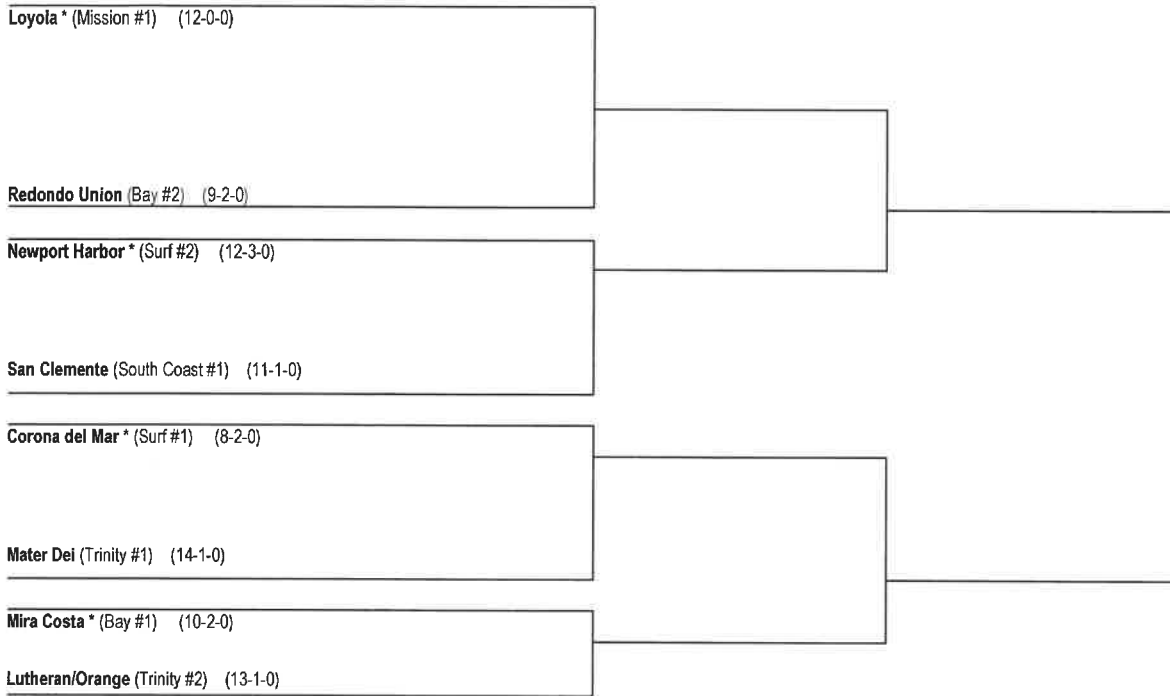 Loyola * (Mission #1) (12-0-0)
Redondo Union (Bay #2) (9-2-0)
Newport Harbor * (Surf #2) (12-3-0)
San Clemente (South Coast #1) (11-1-0)
Corona del Mar * (Surf #1) (8-2-0)
Mater Dei (Trinity #1) (14-1-0)
Mira Costa * (Bay #1) (10-2-0)
Lutheran/Orange (Trinity #2) (13-1-0)